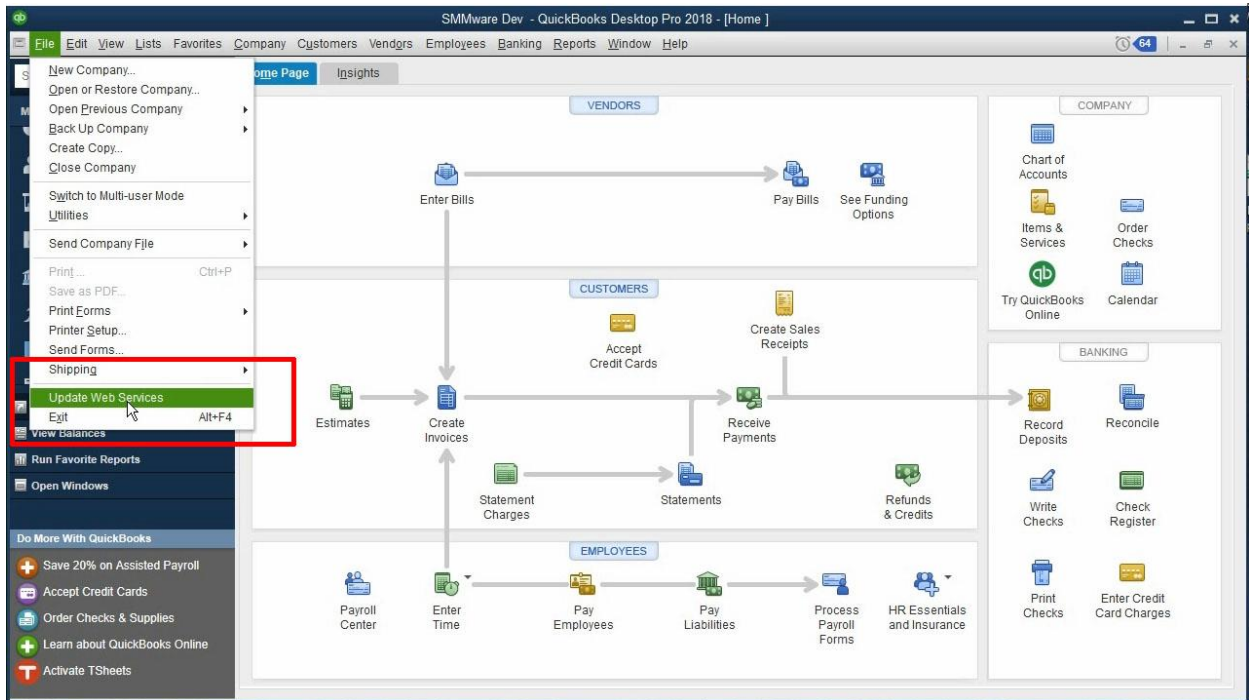 qb
SMMware Dev - QuickBooks Desktop Pro 2018 - [Home ]
File Edit View Lists Favorites Company Customers Vendors Employees Banking Reports Window Help
64
S
ome Page
Insights
New Company...
Open or Restore Company...
Open Previous Company
Back Up Company
Create Copy...
Close Company
Switch to Multi-user Mode
Utilities
Send Company File
Print ... Ctrl+P
Save as PDF...
Print Forms
Printer Setup...
Send Forms...
Shipping
Update Web Services
Exit Alt+F4
M
View Balances
Run Favorite Reports
Open Windows
Do More With QuickBooks
Save 20% on Assisted Payroll
Accept Credit Cards
Order Checks & Supplies
Learn about QuickBooks Online
Activate TSheets
VENDORS
Enter Bills
Pay Bills
See Funding
Options
CUSTOMERS
Accept
Credit Cards
Create Sales
Receipts
Estimates
Create
Invoices
Receive
Payments
Statement
Charges
Statements
Refunds
& Credits
EMPLOYEES
Payroll
Center
Enter
Time
Pay
Employees
Pay
Liabilities
Process
Payroll
Forms
HR Essentials
and Insurance
COMPANY
Chart of
Accounts
Items &
Services
Order
Checks
qb
Try QuickBooks
Online
Calendar
BANKING
Record
Deposits
Reconcile
Write
Checks
Check
Register
Print
Checks
Enter Credit
Card Charges